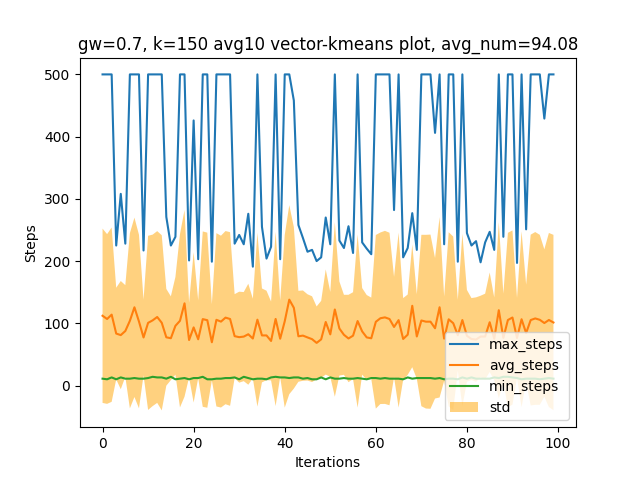 gw=0.7, k=150 avg10 vector-kmeans plot, avg_num=94.08
500
400
300
200
100
0
Steps
max_steps
avg_steps
min_steps
std
0 20 40 60 80 100
Iterations